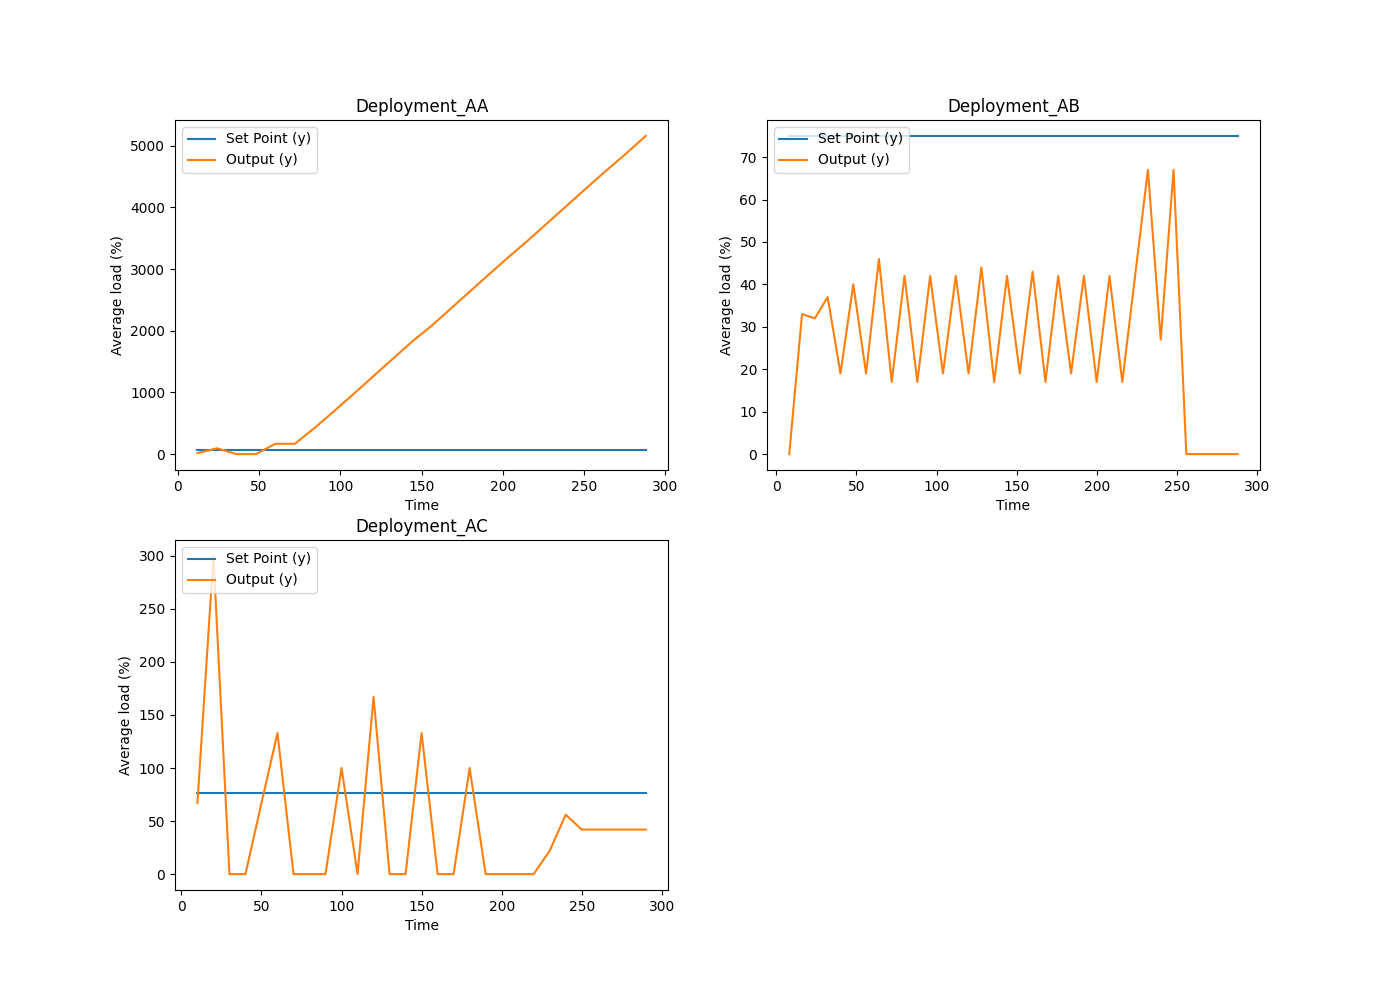 Deployment_AA
Set Point (y)
Output (y)
Average load (%)
5000
4000
3000
2000
1000
0
0 50 100 150 200 250 300
Time
Deployment_AB
Set Point (y)
Output (y)
Average load (%)
70
60
50
40
30
20
10
0
0 50 100 150 200 250 300
Time
Deployment_AC
Set Point (y)
Output (y)
Average load (%)
300
250
200
150
100
50
0
0 50 100 150 200 250 300
Time